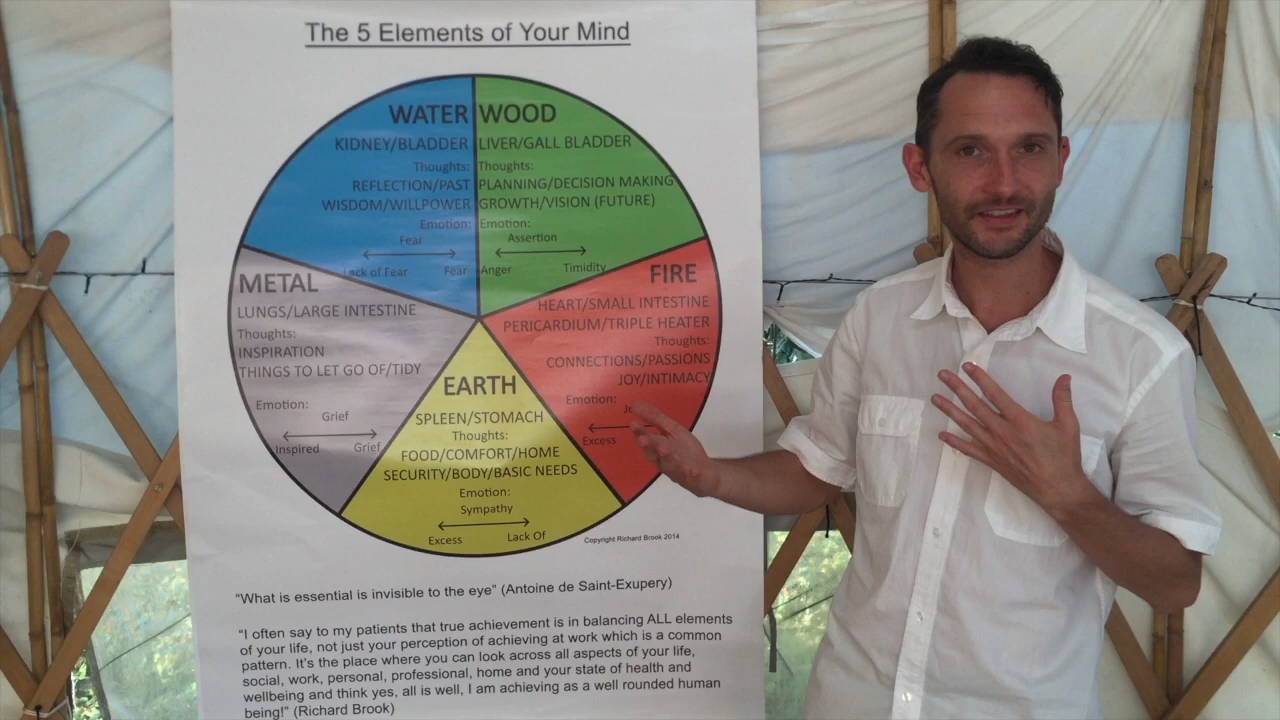 The 5 Elements of Your Mind
WATER
KIDNEY/BLADDER
Thoughts:
REFLECTION/PAST
WISDOM/WILLPOWER
Emotion:
Fear
Lack of Fear Fear
WOOD
LIVER/GALL BLADDER
Thoughts:
PLANNING/DECISION MAKING
GROWTH/VISION (FUTURE)
Emotion:
Assertion
Anger Timidity
FIRE
HEART/SMALL INTESTINE
PERICARDIUM/TRIPLE HEATER
Thoughts:
CONNECTIONS/PASSIONS
JOY/INTIMACY
Emotion:
Excess
METAL
LUNGS/LARGE INTESTINE
Thoughts:
INSPIRATION
THINGS TO LET GO OF/TIDY
Emotion:
Grief
Inspired Grief
EARTH
SPLEEN/STOMACH
Thoughts:
FOOD/COMFORT/HOME
SECURITY/BODY/BASIC NEEDS
Emotion:
Sympathy
Excess Lack Of
Copyright Richard Brook 2014
"What is essential is invisible to the eye" (Antoine de Saint-Exupery)
"I often say to my patients that true achievement is in balancing ALL elements
of your life, not just your perception of achieving at work which is a common
pattern. It's the place where you can look across all aspects of your life,
social, work, personal, professional, home and your state of health and
wellbeing and think yes, all is well, I am achieving as a well rounded human
being!" (Richard Brook)